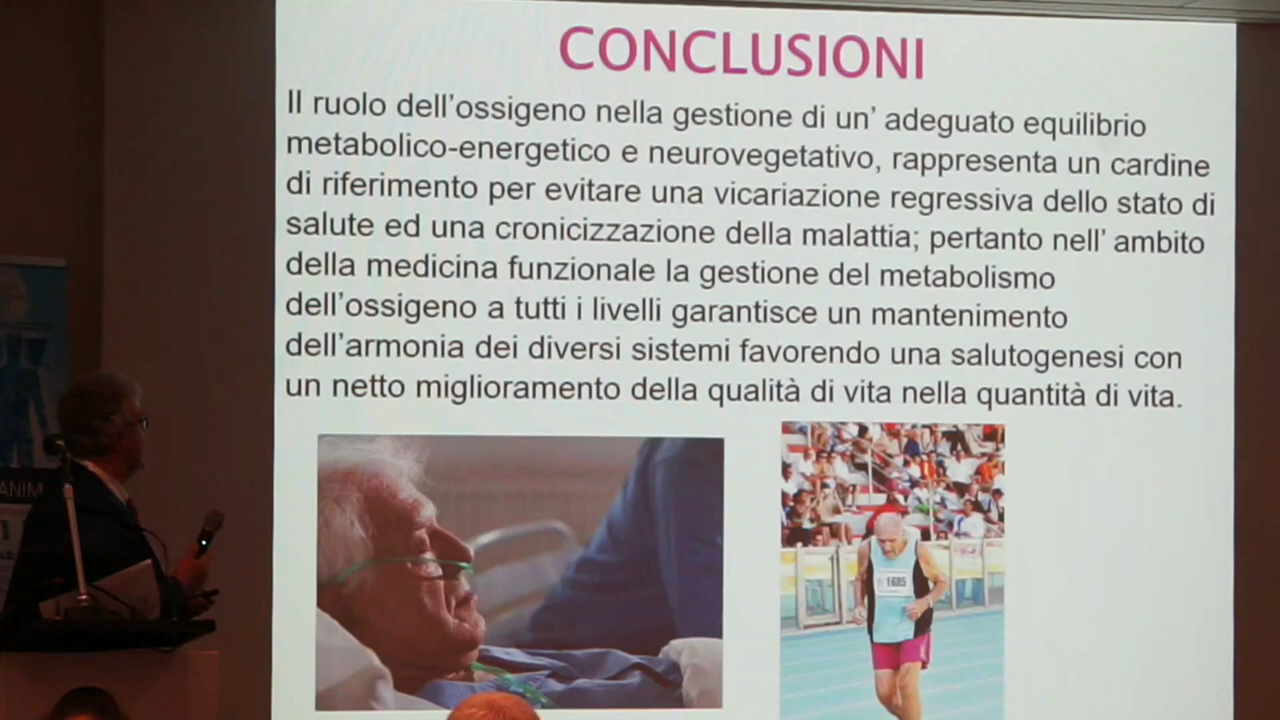 CONCLUSIONI
Il ruolo dell’ossigeno nella gestione di un’ adeguato equilibrio
metabolico-energetico e neurovegetativo, rappresenta un cardine
di riferimento per evitare una vicariazione regressiva dello stato di
salute ed una cronicizzazione della malattia; pertanto nell’ ambito
della medicina funzionale la gestione del metabolismo
dell’ossigeno a tutti i livelli garantisce un mantenimento
dell’armonia dei diversi sistemi favorendo una salutogenesi con
un netto miglioramento della qualità di vita nella quantità di vita.
ANIM
1685